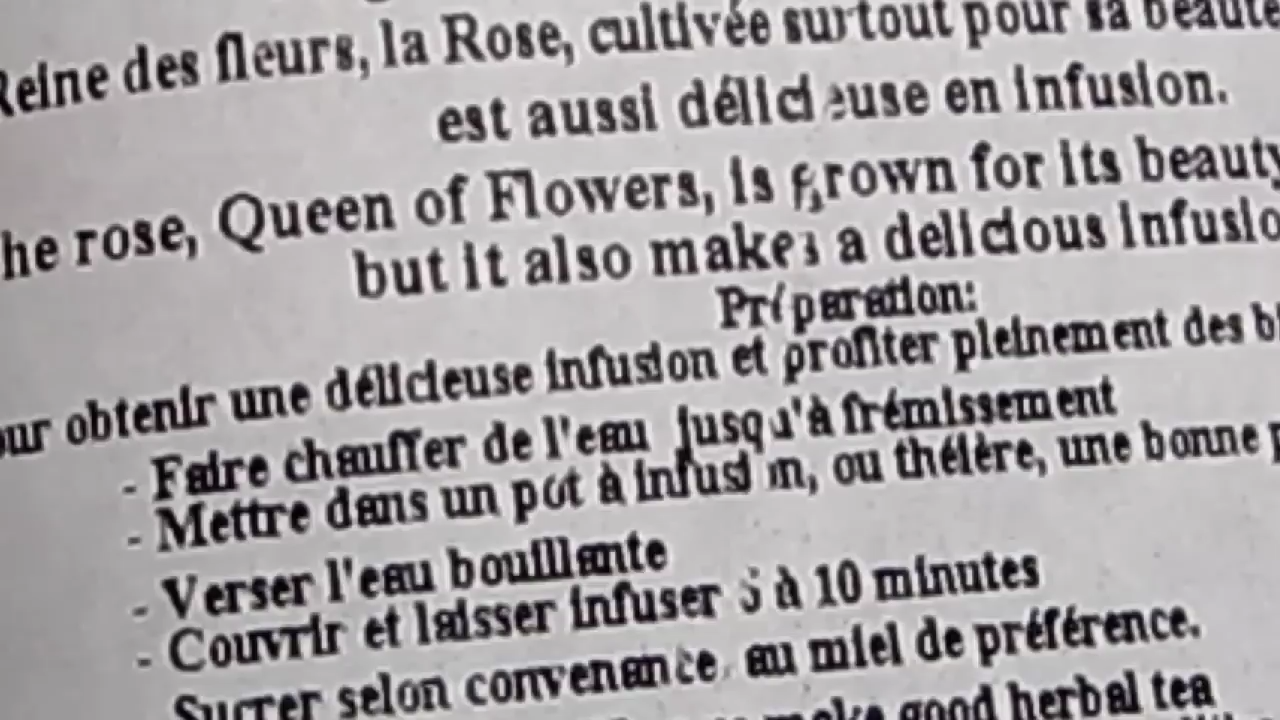 Reine des fleurs, la Rose, cultivée surtout pour sa beauté
est aussi délicieuse en infusion.
The rose, Queen of Flowers, is grown for its beauty
but it also makes a delicious infusio
Préparation:
our obtenir une délicieuse infusion et profiter pleinement des b
- Faire chauffer de l'eau jusqu'à frémissement
- Mettre dans un pot à infusion, ou théière, une bonne p
- Verser l'eau bouillante
- Couvrir et laisser infuser 5 à 10 minutes
Sucrer selon convenance, au miel de préférence.
make good herbal tea